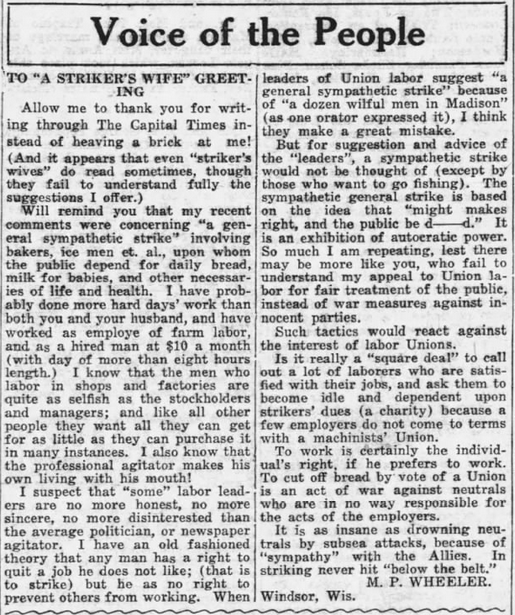 Voice of the People
TO "A STRIKER'S WIFE" GREET-
ING
Allow me to thank you for writ-
ing through The Capital Times in-
stead of heaving a brick at me!
(And it appears that even "striker's
wives" do read sometimes, though
they fail to understand fully the
suggestions I offer.)
Will remind you that my recent
comments were concerning "a gen-
eral sympathetic strike" involving
bakers, ice men et. al., upon whom
the public depend for daily bread,
milk for babies, and other necessar-
ies of life and health. I have prob-
ably done more hard days' work than
both you and your husband, and have
worked as employe of farm labor,
and as a hired man at $10 a month
(with day of more than eight hours
length.) I know that the men who
labor in shops and factories are
quite as selfish as the stockholders
and managers; and like all other
people they want all they can get
for as little as they can purchase it
in many instances. I also know that
the professional agitator makes his
own living with his mouth!
I suspect that "some" labor lead-
ers are no more honest, no more
sincere, no more disinterested than
the average politician, or newspaper
agitator. I have an old fashioned
theory that any man has a right to
quit a job he does not like; (that is
to strike) but he as no right to
prevent others from working. When
leaders of Union labor suggest "a
general sympathetic strike" because
of "a dozen wilful men in Madison"
(as one orator expressed it), I think
they make a great mistake.
But for suggestion and advice of
the "leaders", a sympathetic strike
would not be thought of (except by
those who want to go fishing). The
sympathetic general strike is based
on the idea that "might makes
right, and the public be d——d." It
is an exhibition of autocratic power.
So much I am repeating, lest there
may be more like you, who fail to
understand my appeal to Union la-
bor for fair treatment of the public,
instead of war measures against in-
nocent parties.
Such tactics would react against
the interest of labor Unions.
Is it really a "square deal" to call
out a lot of laborers who are satis-
fied with their jobs, and ask them to
become idle and dependent upon
strikers' dues (a charity) because a
few employers do not come to terms
with a machinists' Union.
To work is certainly the individ-
ual's right, if he prefers to work.
To cut off bread by vote of a Union
is an act of war against neutrals
who are in no way responsible for
the acts of the employers.
It is as insane as drowning neu-
trals by subsea attacks, because of
"sympathy" with the Allies. In
striking never hit "below the belt."
M. P. WHEELER.
Windsor, Wis.